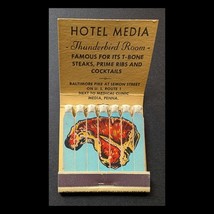 HOTEL MEDIA
- Thunderbird Room -
FAMOUS FOR ITS T-BONE
STEAKS, PRIME RIBS AND
COCKTAILS
BALTIMORE PIKE AT LEMON STREET
ON U. S. ROUTE 1
NEXT TO MEDICAL CLINIC
MEDIA, PENNA.